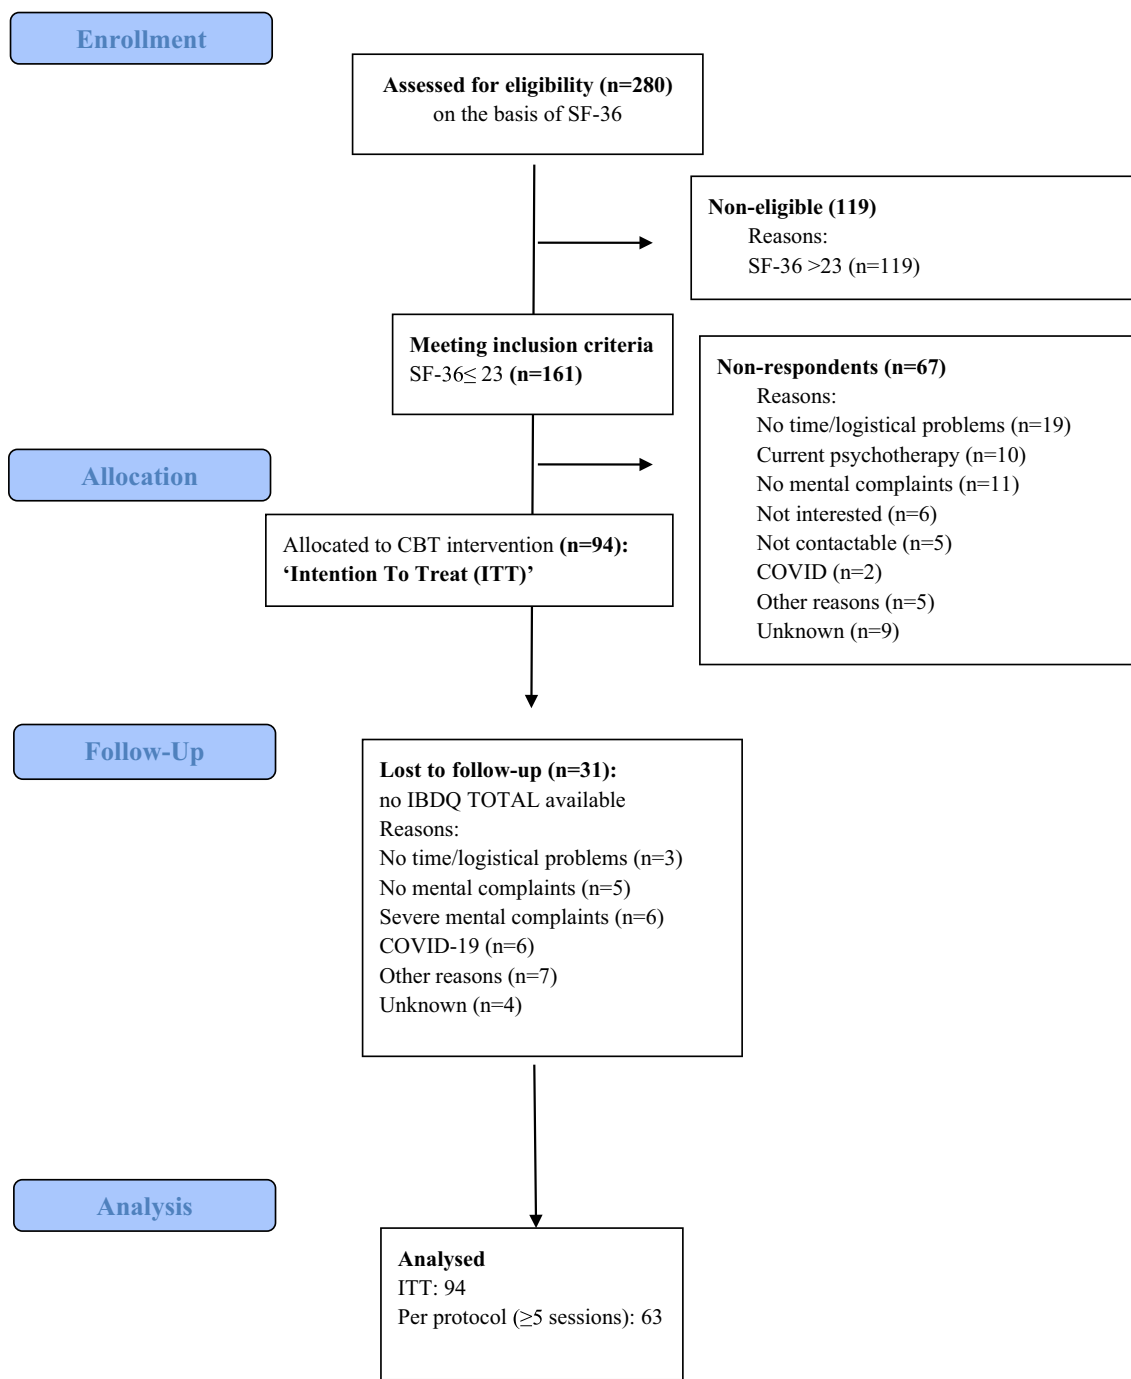 Enrollment
Assessed for eligibility (n=280)
on the basis of SF-36
Non-eligible (119)
Reasons:
SF-36 >23 (n=119)
Meeting inclusion criteria
SF-36≤ 23 (n=161)
Non-respondents (n=67)
Reasons:
No time/logistical problems (n=19)
Current psychotherapy (n=10)
No mental complaints (n=11)
Not interested (n=6)
Not contactable (n=5)
COVID (n=2)
Other reasons (n=5)
Unknown (n=9)
Allocation
Allocated to CBT intervention (n=94):
‘Intention To Treat (ITT)’
Follow-Up
Lost to follow-up (n=31):
no IBDQ TOTAL available
Reasons:
No time/logistical problems (n=3)
No mental complaints (n=5)
Severe mental complaints (n=6)
COVID-19 (n=6)
Other reasons (n=7)
Unknown (n=4)
Analysis
Analysed
ITT: 94
Per protocol (≥5 sessions): 63